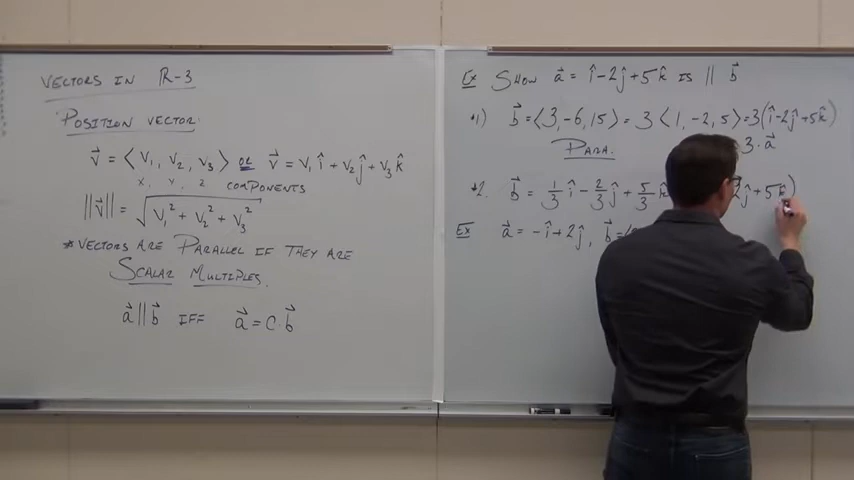 VECTORS IN R-3
POSITION VECTOR
v⃗ = ⟨ V₁, V₂, V₃ ⟩ OR v⃗ = V₁ î + V₂ ĵ + V₃ k̂
X, Y, Z COMPONENTS
||v⃗|| = √(V₁² + V₂² + V₃²)
*VECTORS ARE PARALLEL IF THEY ARE
SCALAR MULTIPLES.
a⃗ || b⃗ IFF a⃗ = C · b⃗
EX SHOW a⃗ = î - 2ĵ + 5k̂ IS || b⃗
#1) b⃗ = ⟨3, -6, 15⟩ = 3 ⟨1, -2, 5⟩ = 3(î - 2ĵ + 5k̂)
PARA. 3 · a⃗
#2. b⃗ = 1/3 î - 2/3 ĵ + 5/3 k̂ 2ĵ + 5k̂)
EX a⃗ = -î + 2ĵ, b⃗ = ⟨